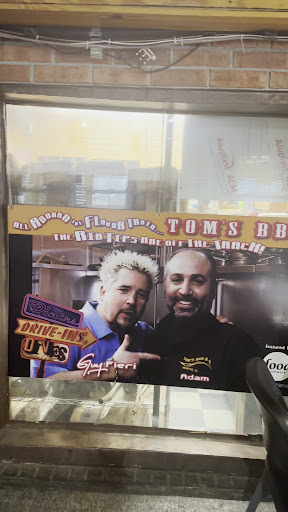 ALL ABOARD THE FLAVOR TRAIN...
TOM'S BB
THE RIB TIPS ARE OFF THE TRACK!
DRIVE-INS
DIVES
Guy Fieri
Adam
featured
food